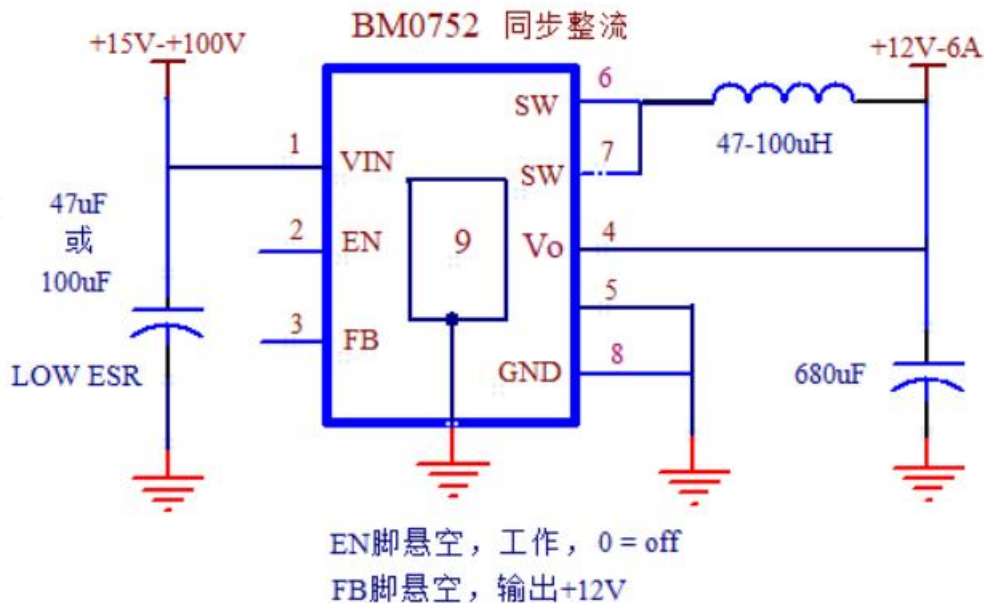 BM0752 同步整流
+15V-+100V
+12V-6A
6
SW
1
VIN
7
SW
47-100uH
47uF
或
100uF
2
EN
9
Vo
4
3
FB
5
LOW ESR
GND
8
680uF
EN脚悬空，工作，0 = off
FB脚悬空，输出+12V